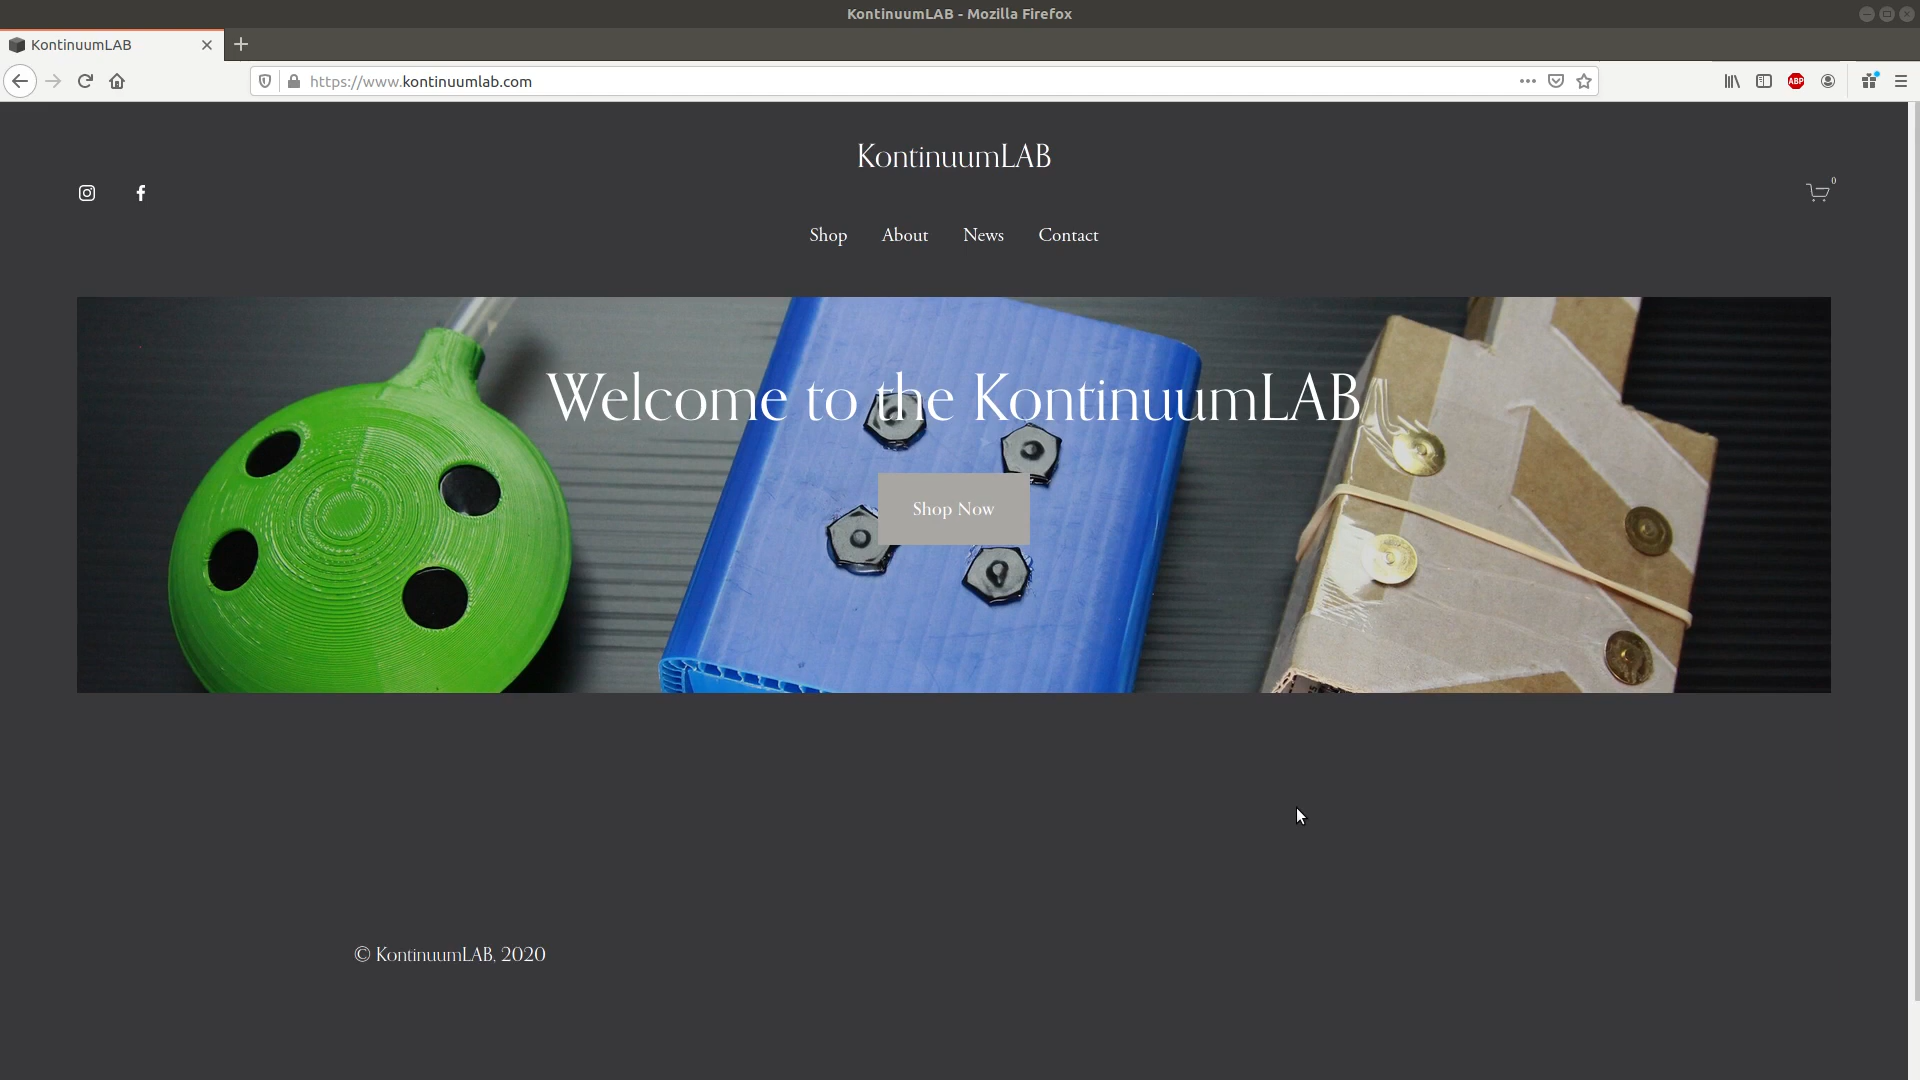 KontinuumLAB - Mozilla Firefox
KontinuumLAB
https://www.kontinuumlab.com
ABP
KontinuumLAB
0
Shop About News Contact
Welcome to the KontinuumLAB
Shop Now
© KontinuumLAB, 2020